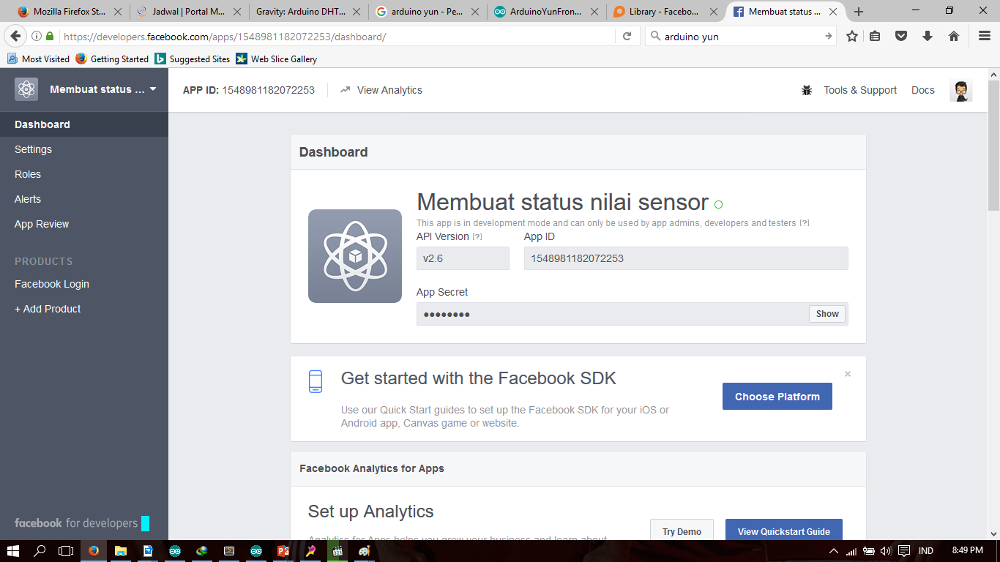 Mozilla Firefox St...
Jadwal | Portal M...
Gravity: Arduino DHT...
arduino yun - Pe...
ArduinoYunFron...
Library - Facebo...
Membuat status ...
https://developers.facebook.com/apps/1548981182072253/dashboard/
arduino yun
Most Visited
Getting Started
Suggested Sites
Web Slice Gallery
Membuat status ...
APP ID: 1548981182072253
View Analytics
Tools & Support
Docs
Dashboard
Settings
Roles
Alerts
App Review
PRODUCTS
Facebook Login
+ Add Product
facebook for developers
Dashboard
Membuat status nilai sensor
This app is in development mode and can only be used by app admins, developers and testers [?]
API Version [?]
App ID
v2.6
1548981182072253
App Secret
●●●●●●●●
Show
Get started with the Facebook SDK
Use our Quick Start guides to set up the Facebook SDK for your iOS or
Android app, Canvas game or website.
Choose Platform
Facebook Analytics for Apps
Set up Analytics
Analytics for Apps helps you grow your business and learn about
Try Demo
View Quickstart Guide
IND
8:49 PM